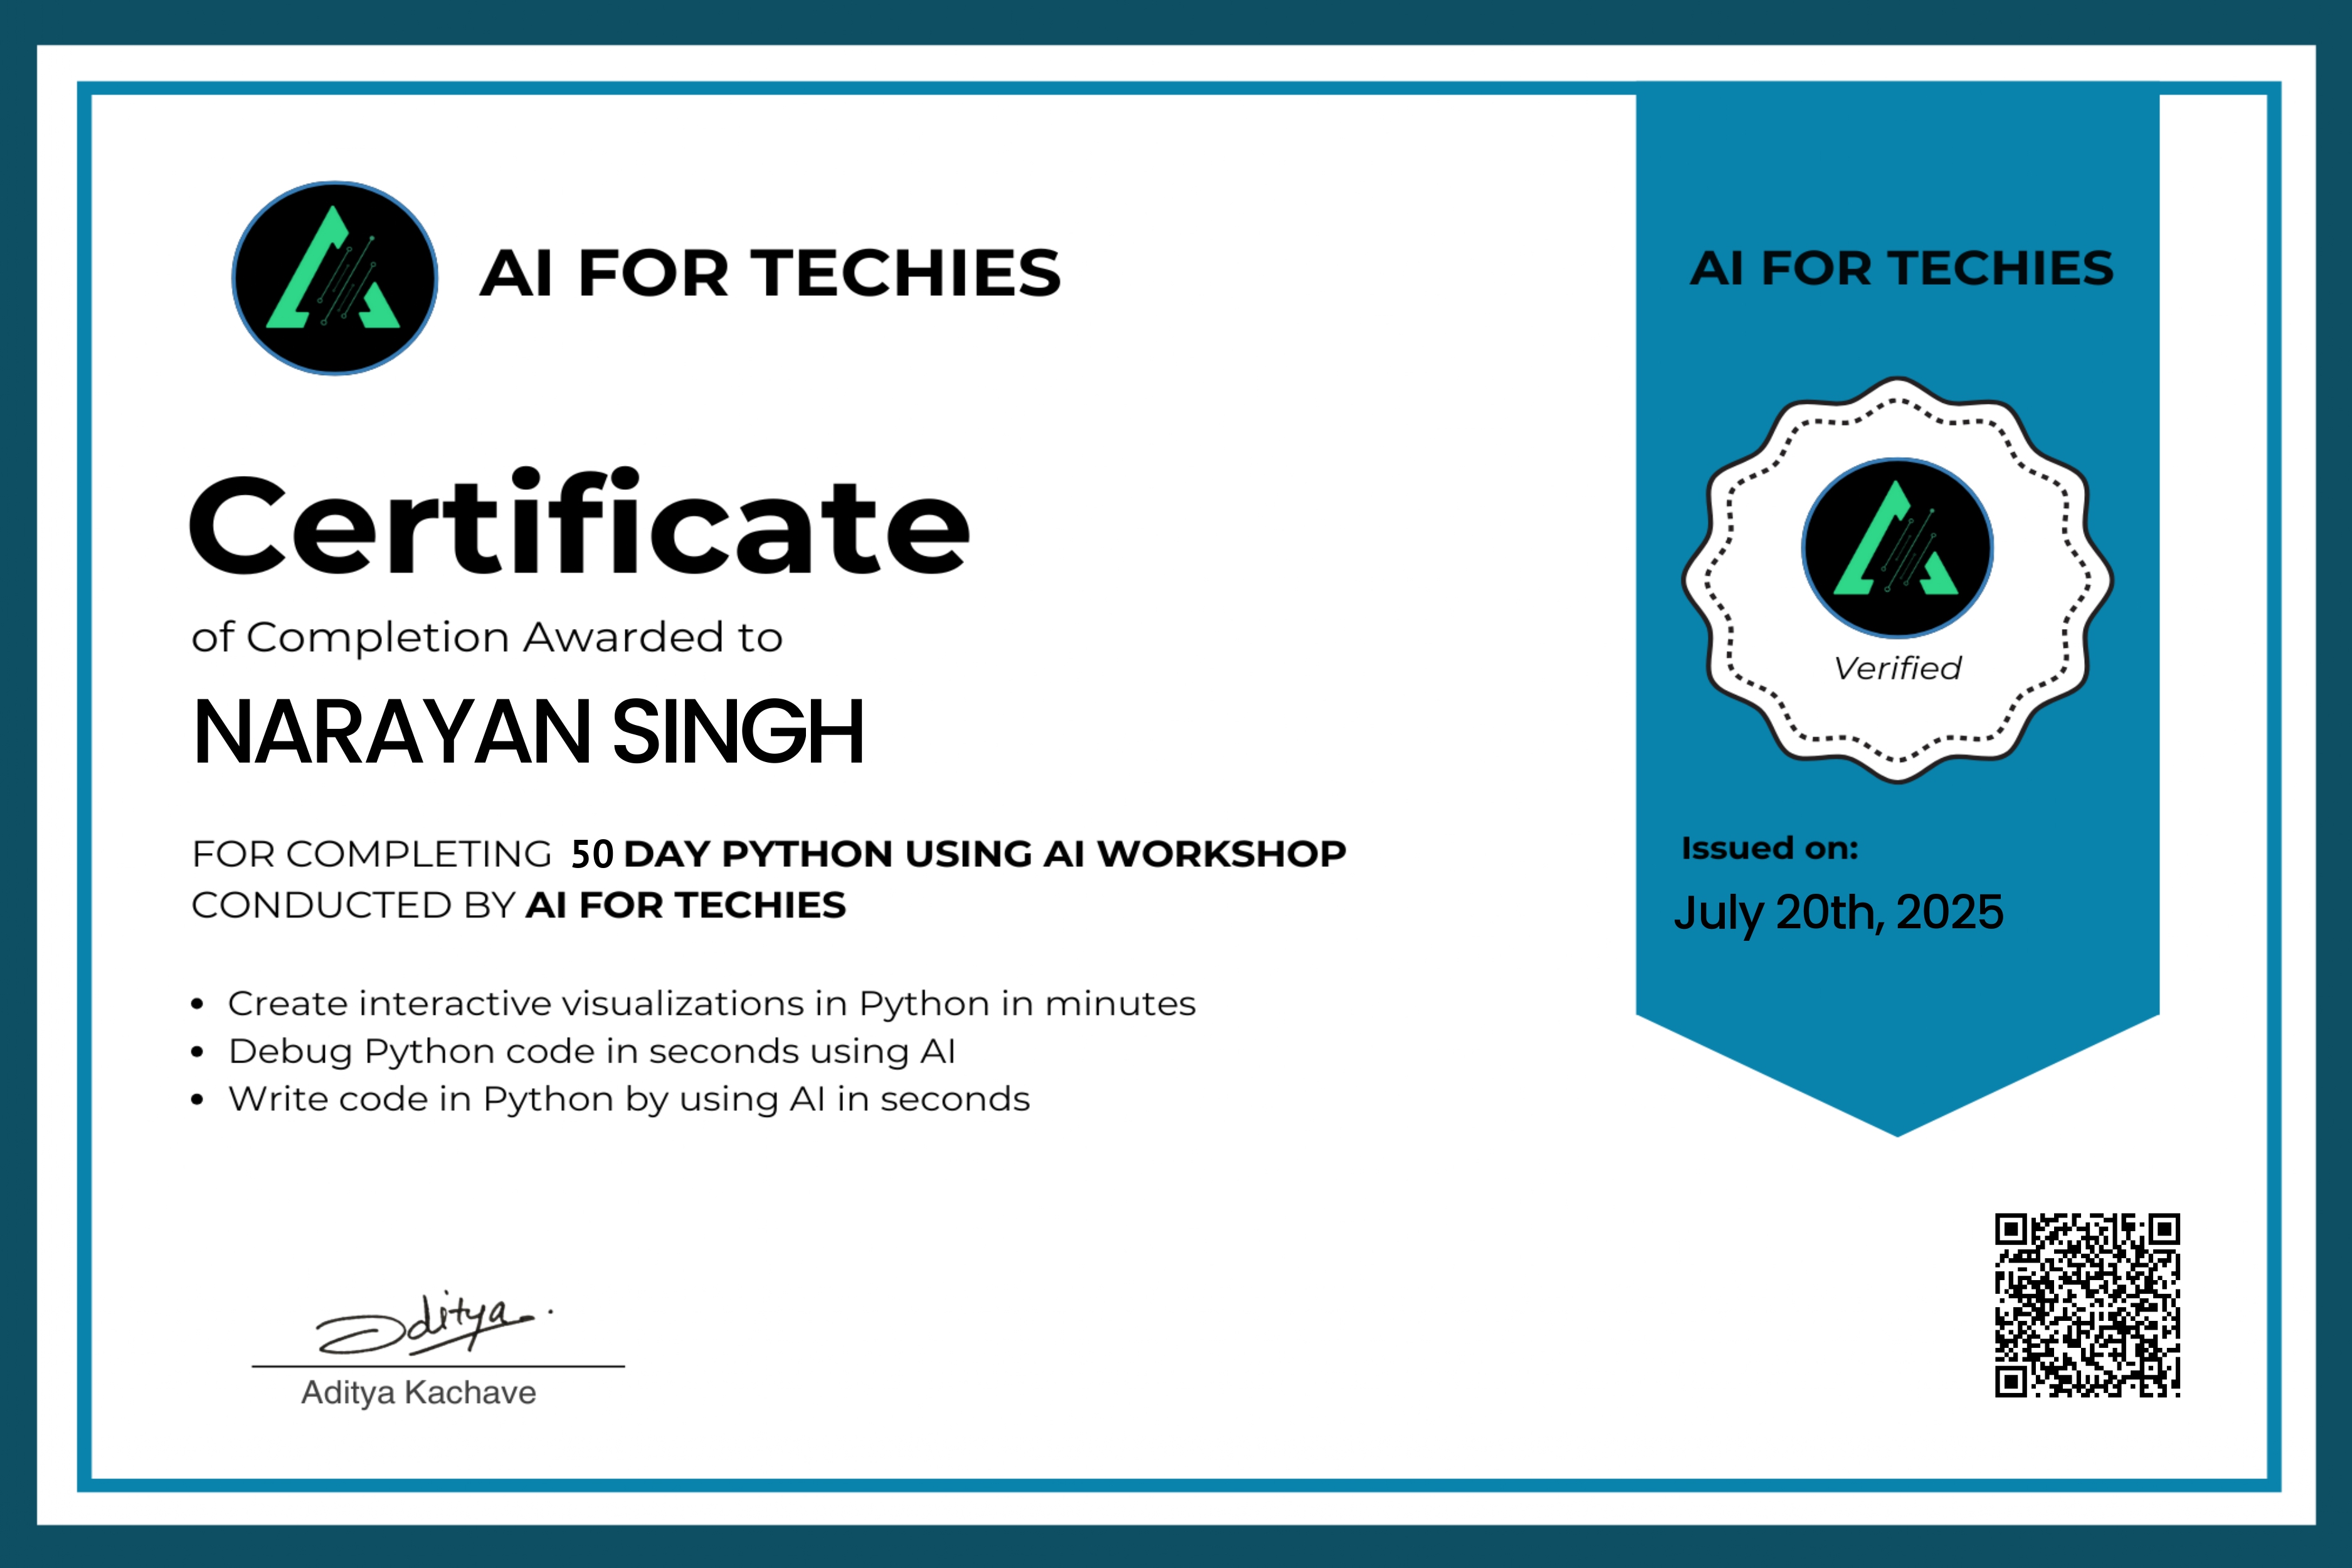 AI FOR TECHIES
Certificate
of Completion Awarded to
NARAYAN SINGH
FOR COMPLETING 50 DAY PYTHON USING AI WORKSHOP
CONDUCTED BY AI FOR TECHIES
• Create interactive visualizations in Python in minutes
• Debug Python code in seconds using AI
• Write code in Python by using AI in seconds
Aditya
Aditya Kachave
AI FOR TECHIES
Verified
Issued on:
July 20th, 2025